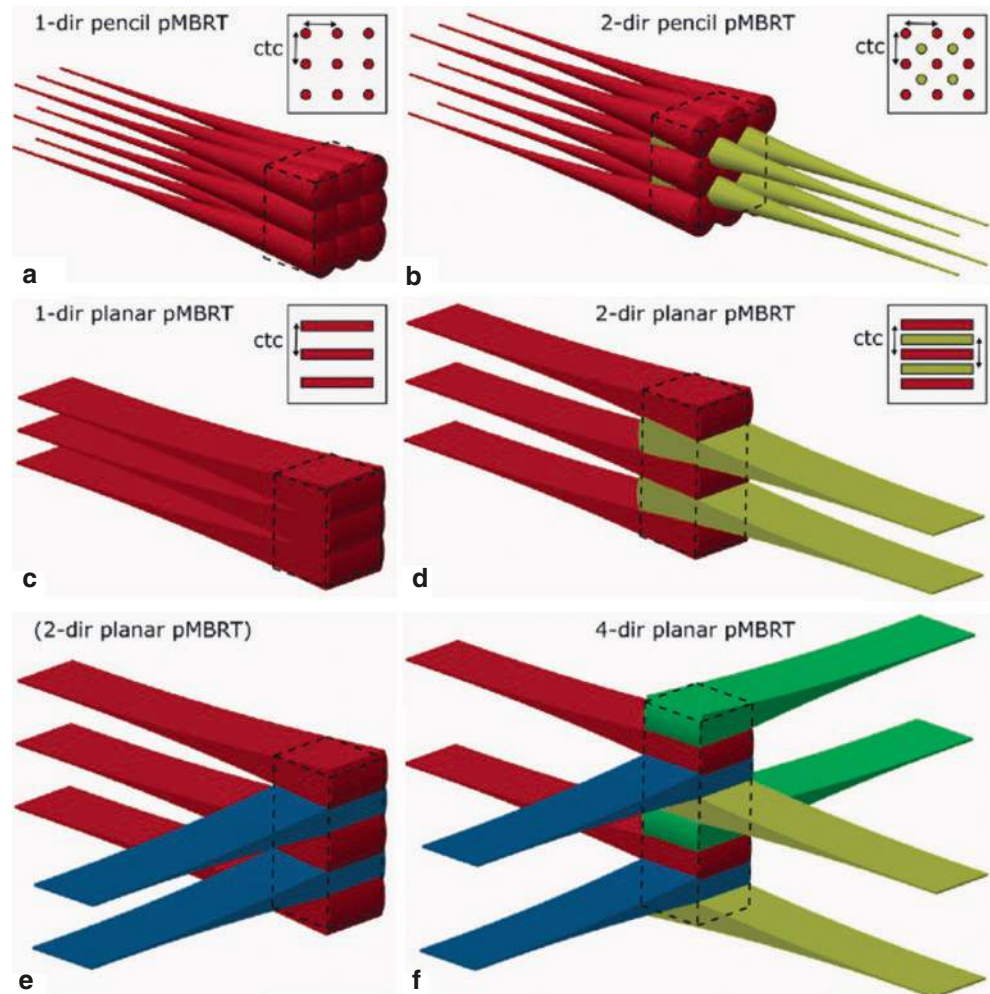 1-dir pencil pMBRT
ctc
a
2-dir pencil pMBRT
ctc
b
1-dir planar pMBRT
ctc
c
2-dir planar pMBRT
ctc
d
(2-dir planar pMBRT)
e
4-dir planar pMBRT
f